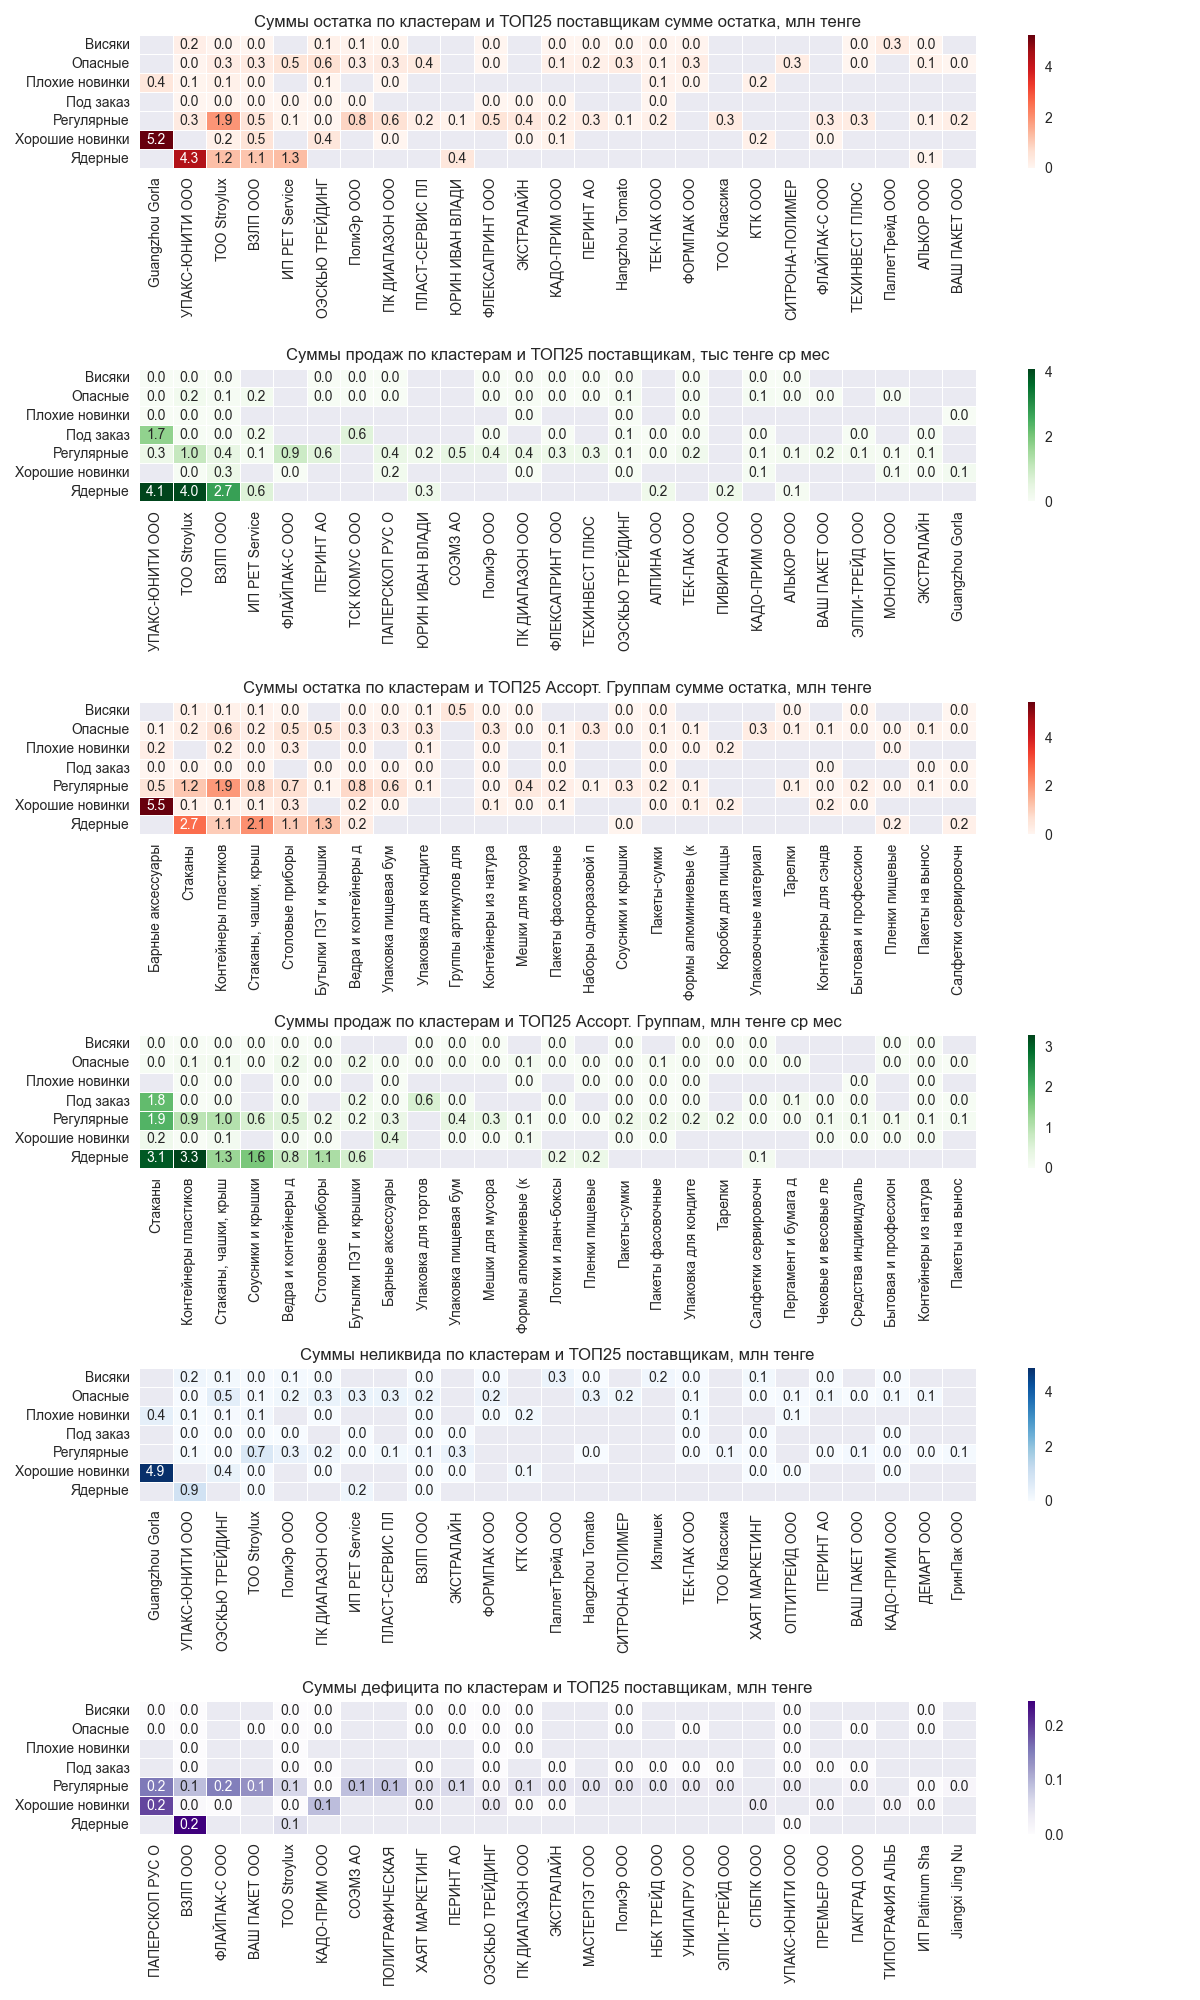 Суммы остатка по кластерам и ТОП25 поставщикам сумме остатка, млн тенге
Висяки 0.2 0.0 0.0 0.1 0.1 0.0 0.0 0.0 0.0 0.0 0.0 0.0 0.0 0.3 0.0
Опасные 0.0 0.3 0.3 0.5 0.6 0.3 0.3 0.4 0.0 0.1 0.2 0.3 0.1 0.3 0.3 0.0 0.1 0.0
Плохие новинки 0.4 0.1 0.1 0.0 0.1 0.0 0.1 0.0 0.2
Под заказ 0.0 0.0 0.0 0.0 0.0 0.0 0.0 0.0 0.0 0.0
Регулярные 0.3 1.9 0.5 0.1 0.0 0.8 0.6 0.2 0.1 0.5 0.4 0.2 0.3 0.1 0.2 0.3 0.3 0.3 0.1 0.2
Хорошие новинки 5.2 0.2 0.5 0.4 0.0 0.0 0.1 0.2 0.0
Ядерные 4.3 1.2 1.1 1.3 0.4 0.1
4
2
0
Guangzhou Gorla
УПАКС-ЮНИТИ ООО
ТОО Stroylux
ВЗЛП ООО
ИП PET Service
ОЭСКЬЮ ТРЕЙДИНГ
ПолиЭр ООО
ПК ДИАПАЗОН ООО
ПЛАСТ-СЕРВИС ПЛ
ЮРИН ИВАН ВЛАДИ
ФЛЕКСАПРИНТ ООО
ЭКСТРАЛАЙН
КАДО-ПРИМ ООО
ПЕРИНТ АО
Hangzhou Tomato
ТЕК-ПАК ООО
ФОРМПАК ООО
ТОО Классика
КТК ООО
СИТРОНА-ПОЛИМЕР
ФЛАЙПАК-С ООО
ТЕХИНВЕСТ ПЛЮС
ПаллетТрейд ООО
АЛЬКОР ООО
ВАШ ПАКЕТ ООО
Суммы продаж по кластерам и ТОП25 поставщикам, тыс тенге ср мес
Висяки 0.0 0.0 0.0 0.0 0.0 0.0 0.0 0.0 0.0 0.0 0.0 0.0 0.0 0.0
Опасные 0.0 0.2 0.1 0.2 0.0 0.0 0.0 0.0 0.0 0.0 0.0 0.1 0.0 0.1 0.0 0.0 0.0
Плохие новинки 0.0 0.0 0.0 0.0 0.0 0.0 0.0
Под заказ 1.7 0.0 0.0 0.2 0.6 0.0 0.0 0.1 0.0 0.0 0.0 0.0 0.0
Регулярные 0.3 1.0 0.4 0.1 0.9 0.6 0.4 0.2 0.5 0.4 0.4 0.3 0.3 0.1 0.0 0.2 0.1 0.1 0.2 0.1 0.1 0.1
Хорошие новинки 0.0 0.3 0.0 0.2 0.0 0.0 0.1 0.1 0.0 0.1
Ядерные 4.1 4.0 2.7 0.6 0.3 0.2 0.2 0.1
4
2
0
УПАКС-ЮНИТИ ООО
ТОО Stroylux
ВЗЛП ООО
ИП PET Service
ФЛАЙПАК-С ООО
ПЕРИНТ АО
ТСК КОМУС ООО
ПАПЕРСКОП РУС О
ЮРИН ИВАН ВЛАДИ
СОЭМЗ АО
ПолиЭр ООО
ПК ДИАПАЗОН ООО
ФЛЕКСАПРИНТ ООО
ТЕХИНВЕСТ ПЛЮС
ОЭСКЬЮ ТРЕЙДИНГ
АЛПИНА ООО
ТЕК-ПАК ООО
ПИВИРАН ООО
КАДО-ПРИМ ООО
АЛЬКОР ООО
ВАШ ПАКЕТ ООО
ЭЛПИ-ТРЕЙД ООО
МОНОЛИТ ООО
ЭКСТРАЛАЙН
Guangzhou Gorla
Суммы остатка по кластерам и ТОП25 Ассорт. Группам сумме остатка, млн тенге
Висяки 0.1 0.1 0.1 0.0 0.0 0.0 0.1 0.5 0.0 0.0 0.0 0.0 0.0 0.0 0.0
Опасные 0.1 0.2 0.6 0.2 0.5 0.5 0.3 0.3 0.3 0.3 0.0 0.1 0.3 0.0 0.1 0.1 0.3 0.1 0.1 0.0 0.0 0.1 0.0
Плохие новинки 0.2 0.2 0.0 0.3 0.0 0.1 0.1 0.0 0.0 0.2 0.0
Под заказ 0.0 0.0 0.0 0.0 0.0 0.0 0.0 0.0 0.0 0.0 0.0 0.0 0.0 0.0
Регулярные 0.5 1.2 1.9 0.8 0.7 0.1 0.8 0.6 0.1 0.0 0.4 0.2 0.1 0.3 0.2 0.1 0.1 0.0 0.2 0.0 0.1 0.0
Хорошие новинки 5.5 0.1 0.1 0.1 0.3 0.2 0.0 0.1 0.0 0.1 0.0 0.1 0.2 0.2 0.0
Ядерные 2.7 1.1 2.1 1.1 1.3 0.2 0.0 0.2 0.2
4
2
0
Барные аксессуары
Стаканы
Контейнеры пластиков
Стаканы, чашки, крыш
Столовые приборы
Бутылки ПЭТ и крышки
Ведра и контейнеры д
Упаковка пищевая бум
Упаковка для кондите
Группы артикулов для
Контейнеры из натура
Мешки для мусора
Пакеты фасовочные
Наборы одноразовой п
Соусники и крышки
Пакеты-сумки
Формы алюминиевые (к
Коробки для пиццы
Упаковочные материал
Тарелки
Контейнеры для сэндв
Бытовая и профессион
Пленки пищевые
Пакеты на вынос
Салфетки сервировочн
Суммы продаж по кластерам и ТОП25 Ассорт. Группам, млн тенге ср мес
Висяки 0.0 0.0 0.0 0.0 0.0 0.0 0.0 0.0 0.0 0.0 0.0 0.0 0.0 0.0 0.0 0.0
Опасные 0.0 0.1 0.1 0.0 0.2 0.0 0.2 0.0 0.0 0.0 0.0 0.1 0.0 0.0 0.0 0.1 0.0 0.0 0.0 0.0 0.0 0.0 0.0
Плохие новинки 0.0 0.0 0.0 0.0 0.0 0.0 0.0 0.0 0.0 0.0 0.0 0.0
Под заказ 1.8 0.0 0.0 0.0 0.2 0.0 0.6 0.0 0.0 0.0 0.0 0.0 0.0 0.1 0.0 0.0 0.0 0.0
Регулярные 1.9 0.9 1.0 0.6 0.5 0.2 0.2 0.3 0.4 0.3 0.1 0.0 0.0 0.2 0.2 0.2 0.2 0.0 0.0 0.1 0.1 0.1 0.1 0.1
Хорошие новинки 0.2 0.0 0.1 0.0 0.0 0.4 0.0 0.0 0.1 0.0 0.0 0.0 0.0 0.0 0.0
Ядерные 3.1 3.3 1.3 1.6 0.8 1.1 0.6 0.2 0.2 0.1
3
2
1
0
Стаканы
Контейнеры пластиков
Стаканы, чашки, крыш
Соусники и крышки
Ведра и контейнеры д
Столовые приборы
Бутылки ПЭТ и крышки
Барные аксессуары
Упаковка для тортов
Упаковка пищевая бум
Мешки для мусора
Формы алюминиевые (к
Лотки и ланч-боксы
Пленки пищевые
Пакеты-сумки
Пакеты фасовочные
Упаковка для кондите
Тарелки
Салфетки сервировочн
Пергамент и бумага д
Чековые и весовые ле
Средства индивидуаль
Бытовая и профессион
Контейнеры из натура
Пакеты на вынос
Суммы неликвида по кластерам и ТОП25 поставщикам, млн тенге
Висяки 0.2 0.1 0.0 0.1 0.0 0.0 0.3 0.0 0.2 0.1 0.0 0.0
Опасные 0.0 0.5 0.1 0.2 0.3 0.3 0.3 0.2 0.2 0.3 0.2 0.1 0.0 0.1 0.1 0.0 0.1 0.1
Плохие новинки 0.4 0.1 0.1 0.1 0.0 0.0 0.0 0.2 0.1 0.1
Под заказ 0.0 0.0 0.0 0.0 0.0 0.0 0.0 0.0 0.0 0.0
Регулярные 0.1 0.0 0.7 0.3 0.2 0.0 0.1 0.1 0.3 0.0 0.0 0.1 0.0 0.0 0.1 0.0 0.0 0.1
Хорошие новинки 4.9 0.4 0.0 0.0 0.0 0.0 0.1 0.0 0.0 0.0
Ядерные 0.9 0.0 0.2 0.0
4
2
0
Guangzhou Gorla
УПАКС-ЮНИТИ ООО
ОЭСКЬЮ ТРЕЙДИНГ
ТОО Stroylux
ПолиЭр ООО
ПК ДИАПАЗОН ООО
ИП PET Service
ПЛАСТ-СЕРВИС ПЛ
ВЗЛП ООО
ЭКСТРАЛАЙН
ФОРМПАК ООО
КТК ООО
ПаллетТрейд ООО
Hangzhou Tomato
СИТРОНА-ПОЛИМЕР
Излишек
ТЕК-ПАК ООО
ТОО Классика
ХАЯТ МАРКЕТИНГ
ОПТИТРЕЙД ООО
ПЕРИНТ АО
ВАШ ПАКЕТ ООО
КАДО-ПРИМ ООО
ДЕМАРТ ООО
ГринПак ООО
Суммы дефицита по кластерам и ТОП25 поставщикам, млн тенге
Висяки 0.0 0.0 0.0 0.0 0.0 0.0 0.0 0.0 0.0 0.0 0.0
Опасные 0.0 0.0 0.0 0.0 0.0 0.0 0.0 0.0 0.0 0.0 0.0 0.0 0.0 0.0
Плохие новинки 0.0 0.0 0.0 0.0 0.0
Под заказ 0.0 0.0 0.0 0.0 0.0 0.0 0.0 0.0 0.0 0.0 0.0 0.0
Регулярные 0.2 0.1 0.2 0.1 0.1 0.0 0.1 0.1 0.0 0.1 0.0 0.1 0.0 0.0 0.0 0.0 0.0 0.0 0.0 0.0 0.0 0.0
Хорошие новинки 0.2 0.0 0.0 0.0 0.1 0.0 0.0 0.0 0.0 0.0 0.0 0.0 0.0
Ядерные 0.2 0.1 0.0
0.2
0.1
0.0
ПАПЕРСКОП РУС О
ВЗЛП ООО
ФЛАЙПАК-С ООО
ВАШ ПАКЕТ ООО
ТОО Stroylux
КАДО-ПРИМ ООО
СОЭМЗ АО
ПОЛИГРАФИЧЕСКАЯ
ХАЯТ МАРКЕТИНГ
ПЕРИНТ АО
ОЭСКЬЮ ТРЕЙДИНГ
ПК ДИАПАЗОН ООО
ЭКСТРАЛАЙН
МАСТЕРПЭТ ООО
ПолиЭр ООО
НБК ТРЕЙД ООО
УНИПАПРУ ООО
ЭЛПИ-ТРЕЙД ООО
СПБПК ООО
УПАКС-ЮНИТИ ООО
ПРЕМЬЕР ООО
ПАКГРАД ООО
ТИПОГРАФИЯ АЛЬБ
ИП Platinum Sha
Jiangxi Jing Nu